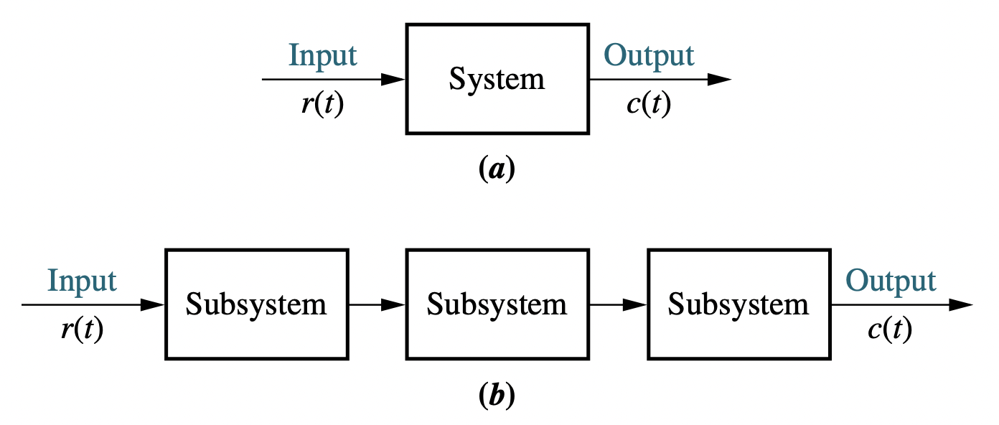 Input
r(t)
System
Output
c(t)
(a)
Input
r(t)
Subsystem
Subsystem
Subsystem
Output
c(t)
(b)